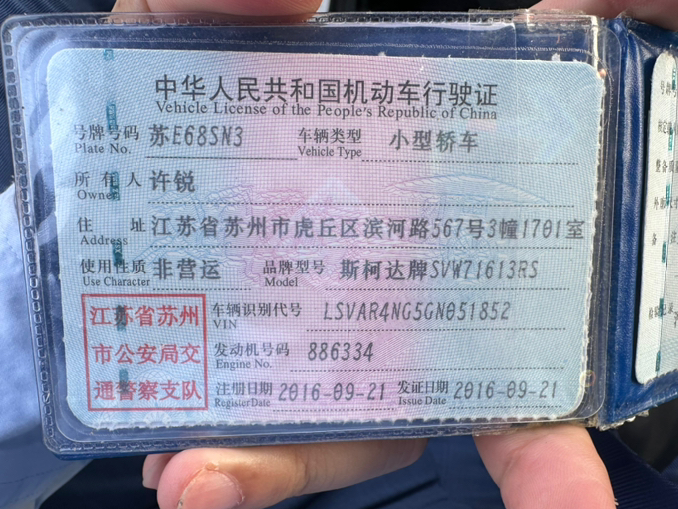 中华人民共和国机动车行驶证
Vehicle License of the People's Republic of China
号牌号码 苏E68SN3 车辆类型 小型轿车
Plate No. Vehicle Type
所有人 许锐
Owner
住址 江苏省苏州市虎丘区滨河路567号3幢1701室
Address
使用性质 非营运 品牌型号 斯柯达牌SVW71613RS
Use Character Model
江苏省苏州
市公安局交
通警察支队
车辆识别代号 LSVAR4NG5GN051852
VIN
发动机号码 886334
Engine No.
注册日期 2016-09-21 发证日期 2016-09-21
Register Date Issue Date